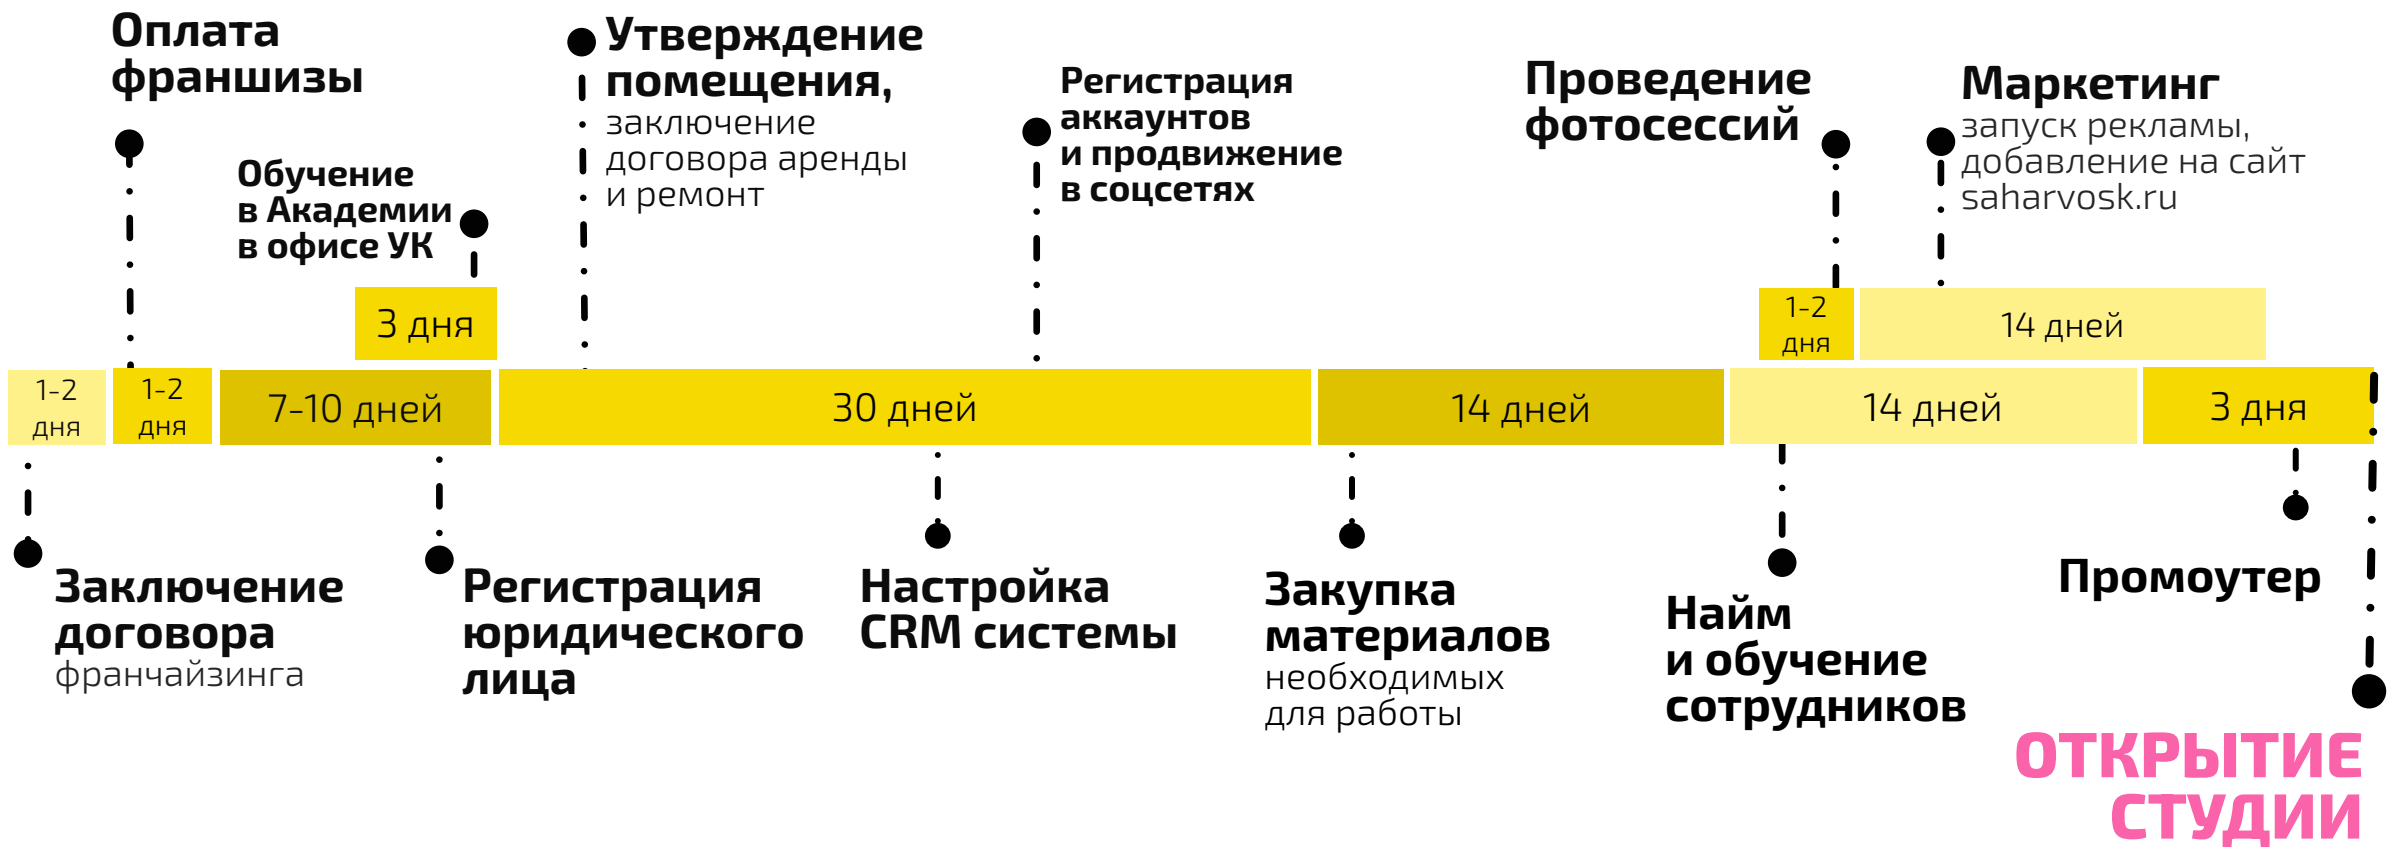 Оплата
франшизы
Обучение
в Академии
в офисе УК
Утверждение
помещения,
заключение
договора аренды
и ремонт
Регистрация
аккаунтов
и продвижение
в соцсетях
Проведение
фотосессий
Маркетинг
запуск рекламы,
добавление на сайт
saharvosk.ru
3 дня
1-2
дня
14 дней
1-2
дня
1-2
дня
7-10 дней
30 дней
14 дней
14 дней
3 дня
Заключение
договора
франчайзинга
Регистрация
юридического
лица
Настройка
CRM системы
Закупка
материалов
необходимых
для работы
Найм
и обучение
сотрудников
Промоутер
ОТКРЫТИЕ
СТУДИИ